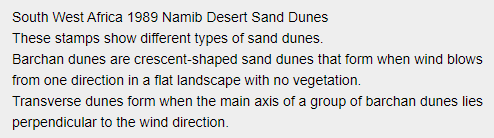 South West Africa 1989 Namib Desert Sand Dunes
These stamps show different types of sand dunes.
Barchan dunes are crescent-shaped sand dunes that form when wind blows
from one direction in a flat landscape with no vegetation.
Transverse dunes form when the main axis of a group of barchan dunes lies
perpendicular to the wind direction.